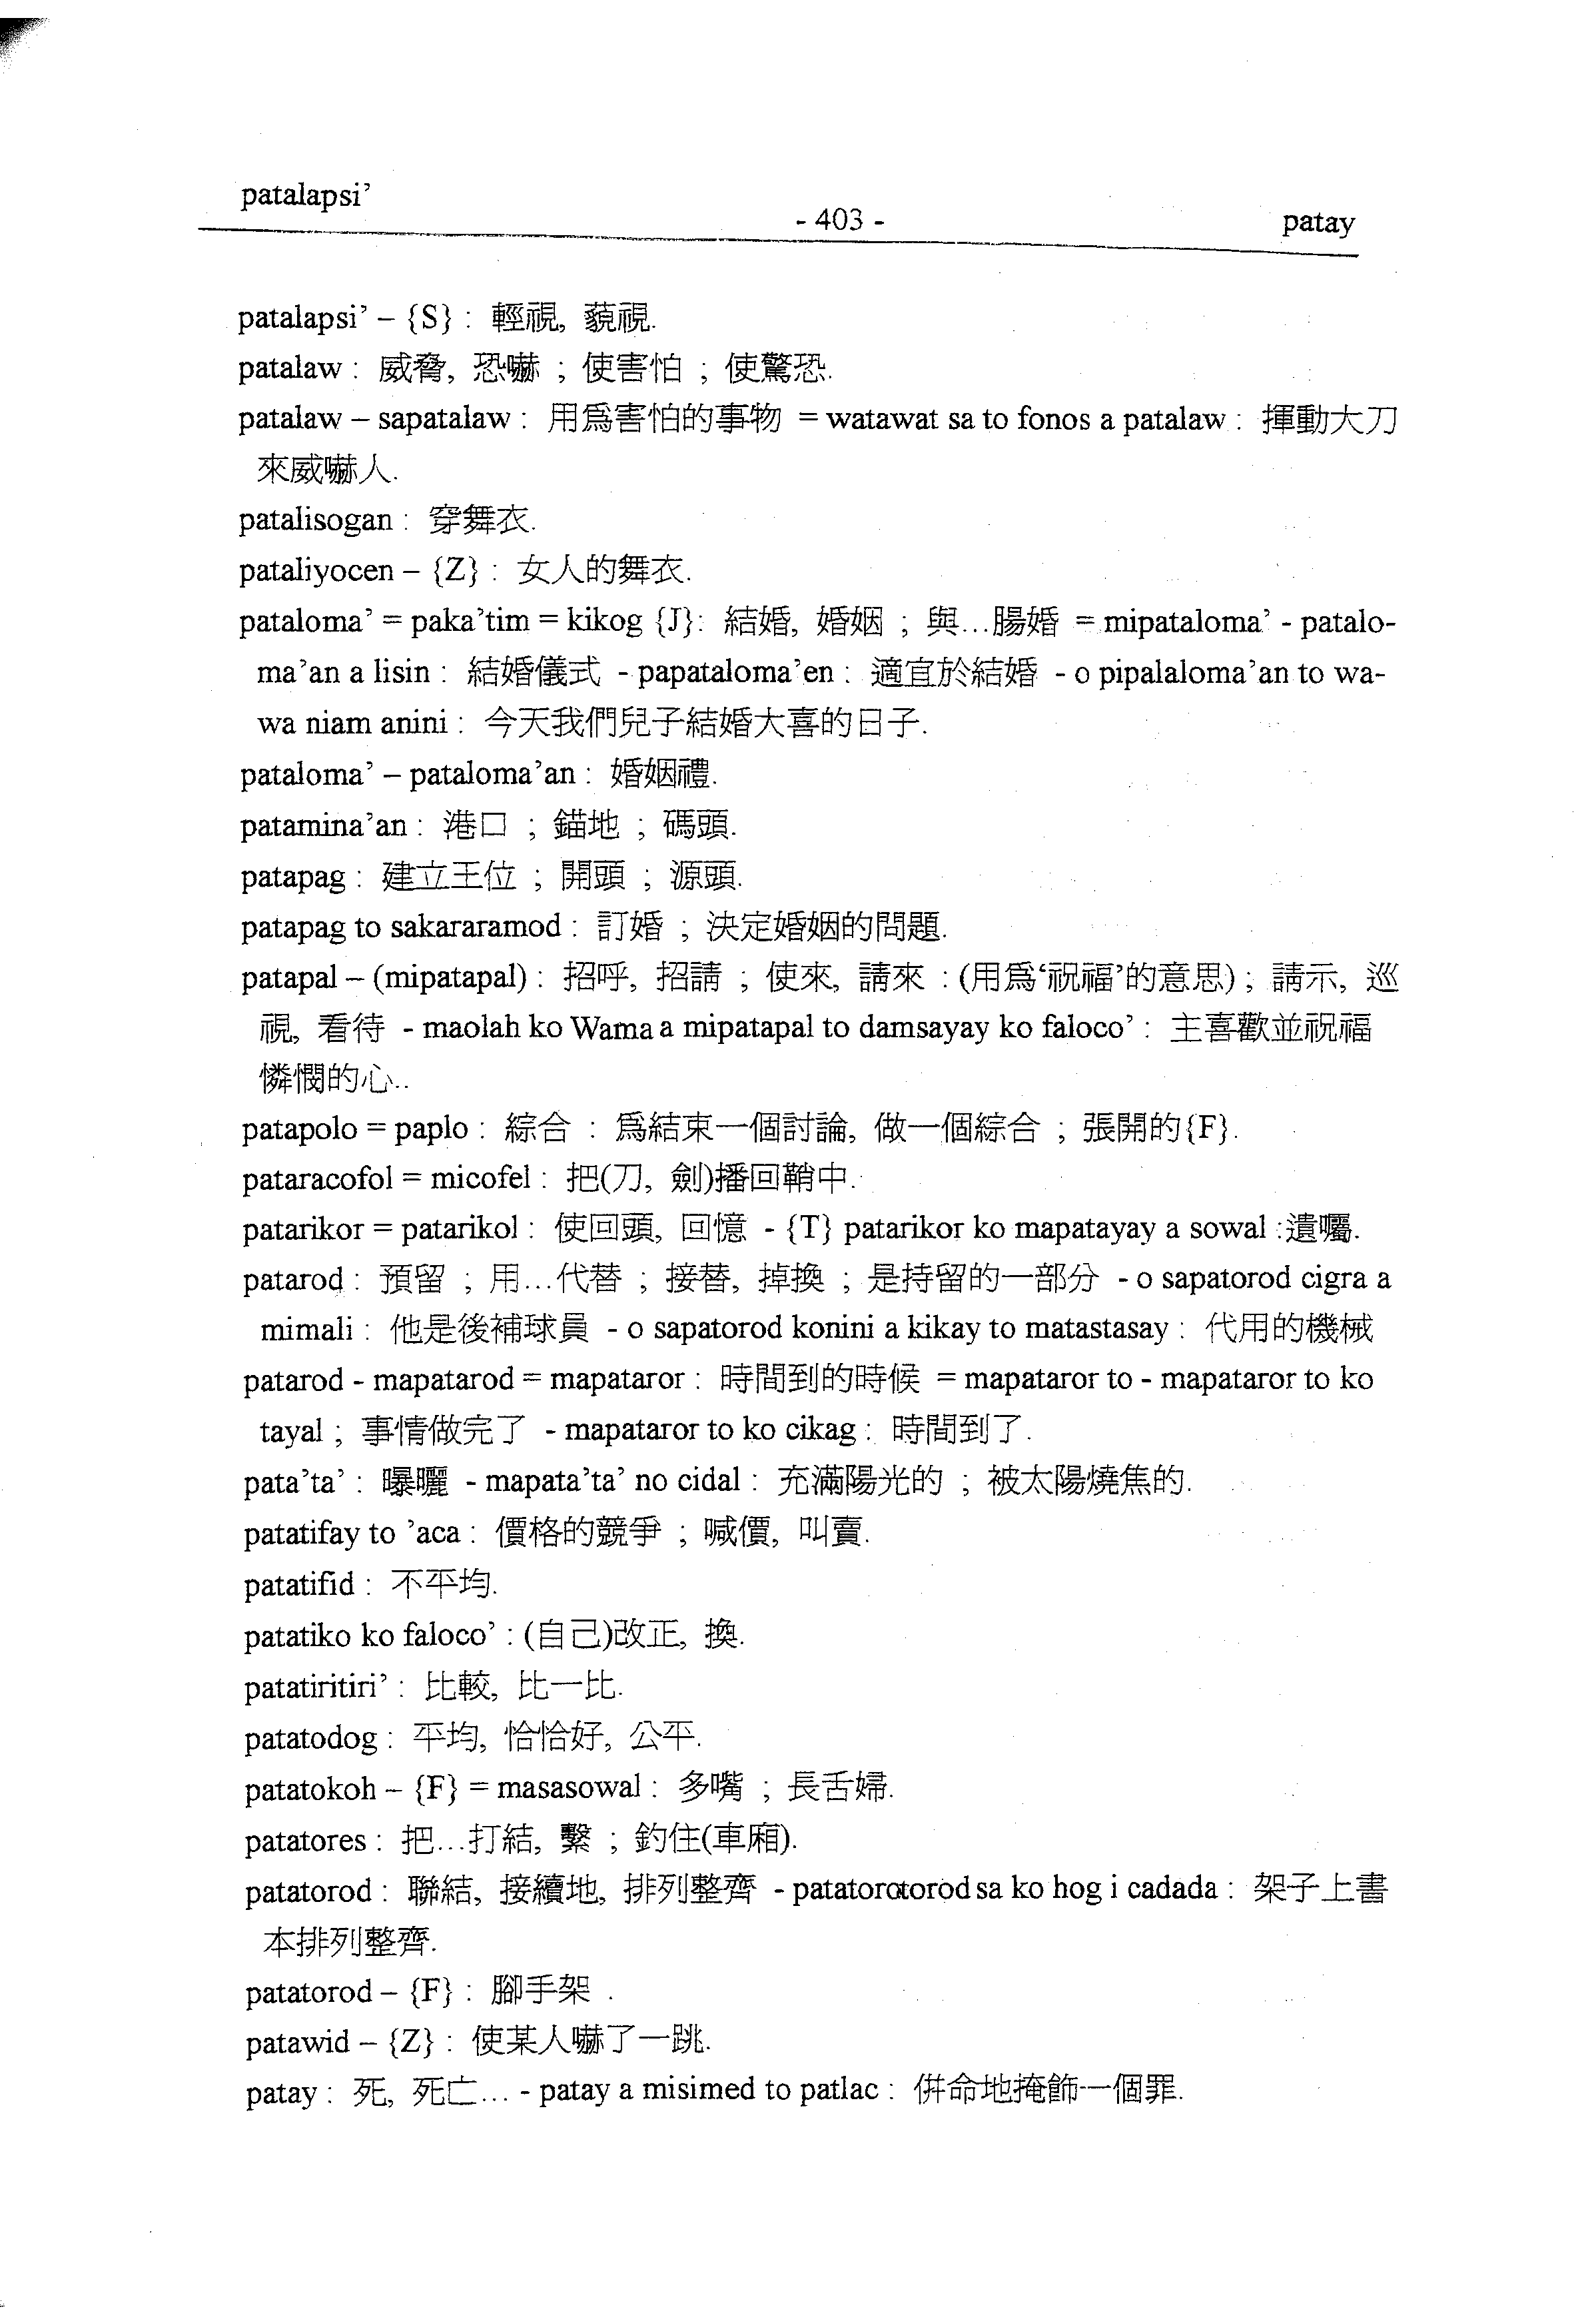 patalapsi’
- 403 -
patay
patalapsi’ – {S} : 輕視, 藐視.
patalaw : 威脅, 恐嚇 ; 使害怕 ; 使驚恐.
patalaw – sapatalaw : 用爲害怕的事物 = watawat sa to fonos a patalaw : 揮動大刀
來威嚇人.
patalisogan : 穿舞衣.
pataliyocen – {Z} : 女人的舞衣.
pataloma’ = paka’tim = kikog {J}: 結婚, 婚姻 ; 與…腸婚 = mipataloma’ - patalo-
ma’an a lisin : 結婚儀式 - papataloma’en : 適宜於結婚 - o pipalaloma’an to wa-
wa niam anini : 今天我們兒子結婚大喜的日子.
pataloma’ – pataloma’an : 婚姻禮.
patamina’an : 港口 ; 錨地 ; 碼頭.
patapag : 建立王位 ; 開頭 ; 源頭.
patapag to sakararamod : 訂婚 ; 決定婚姻的問題.
patapal – (mipatapal) : 招呼, 招請 ; 使來, 請來 : (用爲‘祝福’的意思) ; 請示, 巡
視, 看待 - maolah ko Wama a mipatapal to damsayay ko faloco’ : 主喜歡並祝福
憐憫的心..
patapolo = paplo : 綜合 : 爲結束一個討論, 做一個綜合 ; 張開的{F}.
pataracofol = micofel : 把(刀, 劍)播回鞘中.
patarikor = patarikol : 使回頭, 回憶 - {T} patarikor ko mapatayay a sowal :遺囑.
patarod : 預留 ; 用…代替 ; 接替, 掉換 ; 是持留的一部分 - o sapatorod cigra a
mimali : 他是後補球員 - o sapatorod konini a kikay to matastasay : 代用的機械
patarod - mapatarod = mapataror : 時間到的時候 = mapataror to - mapataror to ko
tayal ; 事情做完了 - mapataror to ko cikag : 時間到了.
pata’ta’ : 曝曬 - mapata’ta’ no cidal : 充滿陽光的 ; 被太陽燒焦的.
patatifay to ’aca : 價格的競爭 ; 喊價, 叫賣.
patatifid : 不平均.
patatiko ko faloco’ : (自己)改正, 換.
patatiritiri’ : 比較, 比一比.
patatodog : 平均, 恰恰好, 公平.
patatokoh – {F} = masasowal : 多嘴 ; 長舌婦.
patatores : 把…打結, 繫 ; 釣住(車廂).
patatorod : 聯結, 接續地, 排列整齊 - patatorotorod sa ko hog i cadada : 架子上書
本排列整齊.
patatorod – {F} : 腳手架 .
patawid – {Z} : 使某人嚇了一跳.
patay : 死, 死亡… - patay a misimed to patlac : 併命地掩飾一個罪.